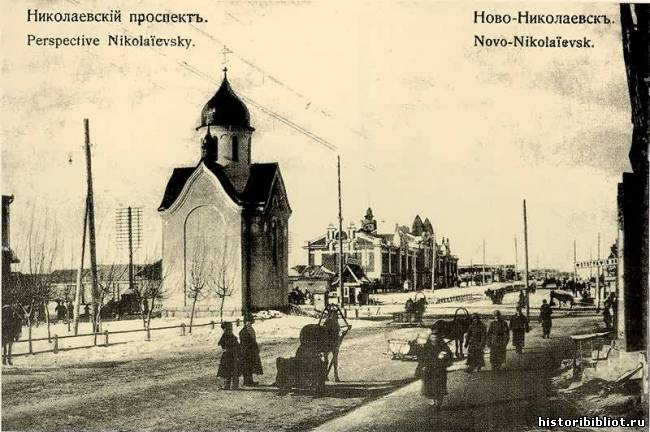 Николаевскій проспектъ.
Perspective Nikolaïevsky.
Ново-Николаевскъ.
Novo-Nikolaïevsk.
historibibliot.ru